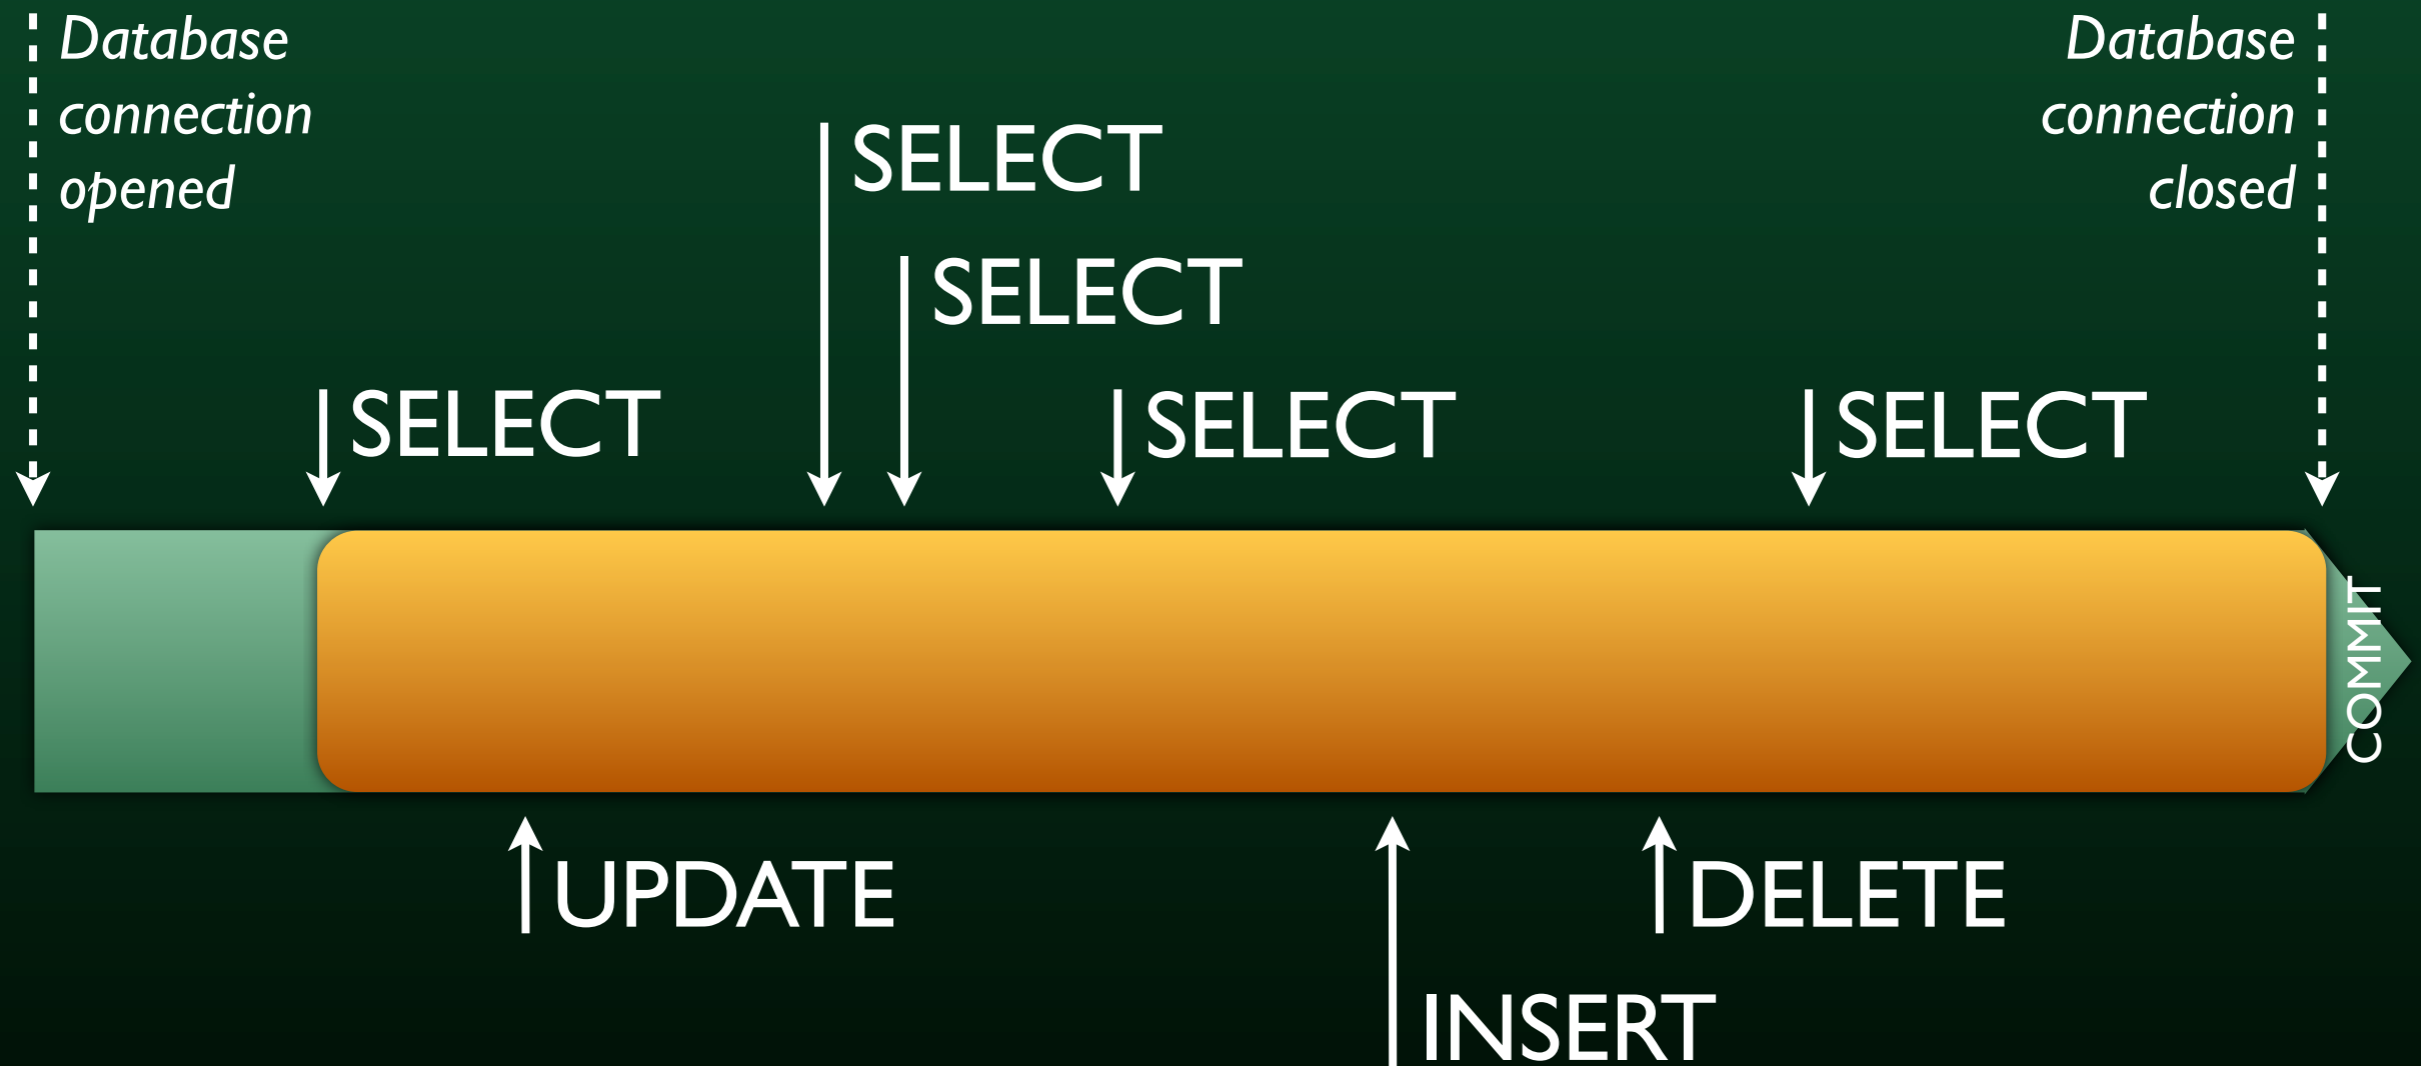 Database
connection
opened
Database
connection
closed
SELECT
SELECT
SELECT
SELECT
SELECT
COMMIT
UPDATE
DELETE
INSERT